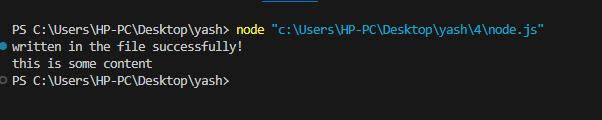 PS C:\Users\HP-PC\Desktop\yash> node "c:\Users\HP-PC\Desktop\yash\4\node.js"
written in the file successfully!
this is some content
PS C:\Users\HP-PC\Desktop\yash>